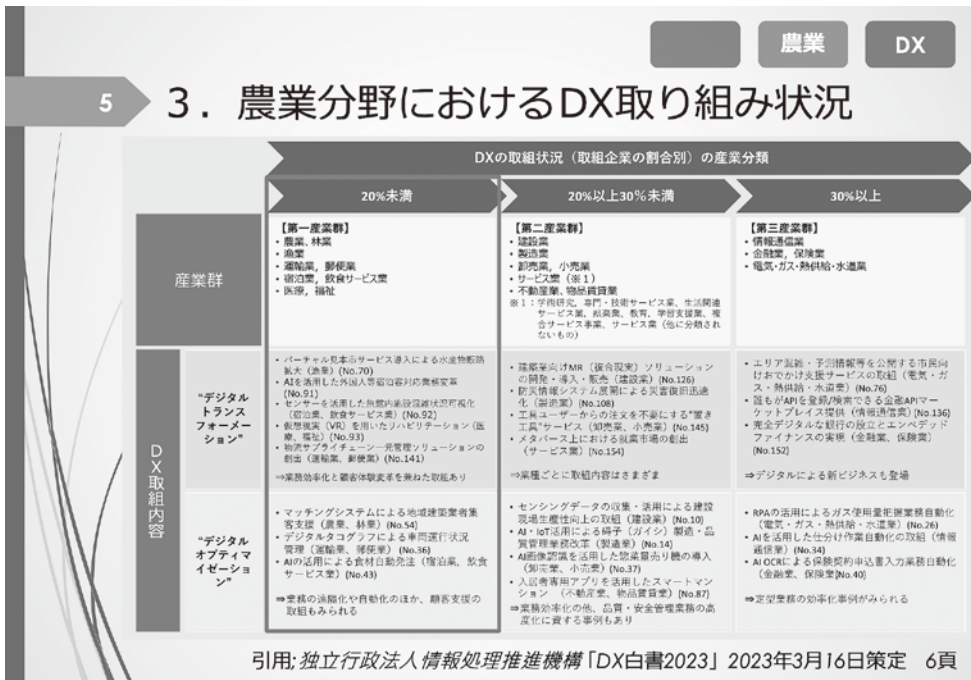 農業
DX
5
3．農業分野におけるDX取り組み状況
DXの取組状況（取組企業の割合別）の産業分類
20%未満
20%以上30%未満
30%以上
産業群
【第一産業群】
• 農業、林業
• 漁業
• 運輸業，郵便業
• 宿泊業，飲食サービス業
• 医療，福祉
【第二産業群】
• 建設業
• 製造業
• 卸売業，小売業
• サービス業（※１）
• 不動産業、物品賃貸業
※１：学術研究，専門・技術サービス業、生活関連
サービス業，娯楽業、教育，学習支援業、複
合サービス事業、サービス業（他に分類され
ないもの）
【第三産業群】
• 情報通信業
• 金融業，保険業
• 電気・ガス・熱供給・水道業
DX取組内容
"デジタル
トランス
フォーメー
ション"
• バーチャル見本市サービス導入による水産物販路
拡大（漁業）(No.70)
• AIを活用した外国人等宿泊客対応業務変革
(No.91)
• センサーを活用した旅館内施設混雑状況可視化
（宿泊業、飲食サービス業）(No.92)
• 仮想現実（VR）を用いたリハビリテーション（医
療、福祉）(No.93)
• 物流サプライチェーン一気管理ソリューションの
創出（運輸業、郵便業）(No.141)
⇒業務効率化と顧客体験変革を兼ねた取組あり
• 建築業向けMR（複合現実）ソリューション
の開発・導入・販売（建設業）(No.126)
• 防災情報システム展開による災害復旧迅速
化（製造業）(No.108)
• 工具ユーザーからの注文を不要にする"置き
工具"サービス（卸売業、小売業）(No.145)
• メタバース上における就業市場の創出
（サービス業）(No.154)
⇒業種ごとに取組内容はさまざま
• エリア混雑・予測情報等を公開する市民向
けおでかけ支援サービスの取組（電気・ガ
ス・熱供給・水道業）(No.76)
• 誰もがAPIを登録/検索できる金融APIマー
ケットプレイス提供（情報通信業）(No.136)
• 完全デジタルな銀行の設立とエンベデッド
ファイナンスの実現（金融業、保険業）
(No.152)
⇒デジタルによる新ビジネスも登場
"デジタル
オプティマ
イゼーショ
ン"
• マッチングシステムによる地域建築業者集
客支援（農業、林業）(No.54)
• デジタルタコグラフによる車両運行状況
管理（運輸業、郵便業）(No.36)
• AIの活用による食材自動発注（宿泊業、飲食
サービス業）(No.43)
⇒業務の遠隔化や自動化のほか、顧客支援の
取組もみられる
• センシングデータの収集・活用による建設
現場生産性向上の取組（建設業）(No.10)
• AI・IoT活用による碍子（ガイシ）製造・品
質管理業務改革（製造業）(No.14)
• AI画像認識を活用した惣菜量売り機の導入
（卸売業、小売業）(No.37)
• 入居者専用アプリを活用したスマートマン
ション（不動産業、物品賃貸業）(No.87)
⇒業務効率化の他、品質・安全管理業務の高
度化に資する事例もあり
• RPAの活用によるガス使用量把握業務自動化
（電気・ガス・熱供給・水道業）(No.26)
• AIを活用した仕分け作業自動化の取組（情報
通信業）(No.34)
• AI OCRによる保険契約申込書入力業務自動化
（金融業、保険業)(No.40)
⇒定型業務の効率化事例がみられる
引用; 独立行政法人情報処理推進機構「DX白書2023」2023年3月16日策定　6頁